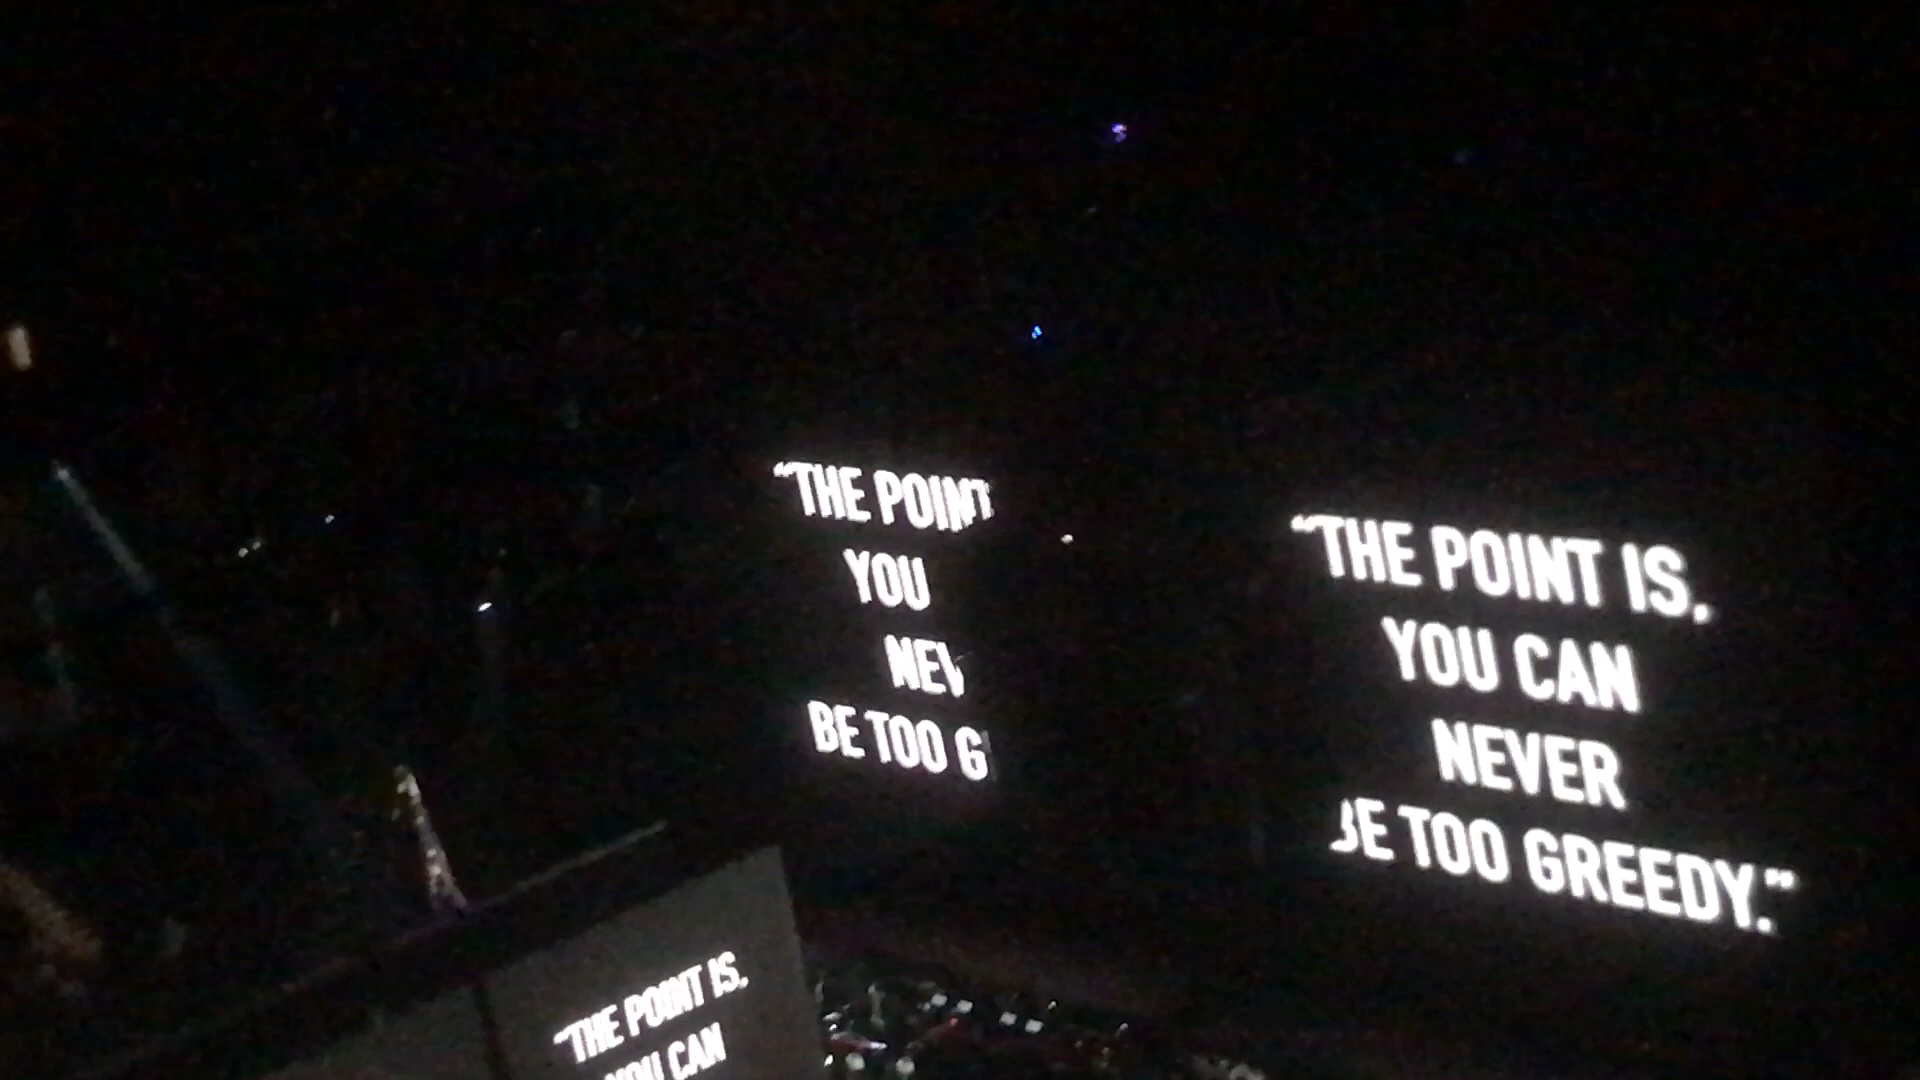 “THE POINT
YOU
NEV
BE TOO G
“THE POINT IS,
YOU CAN
NEVER
BE TOO GREEDY.”
“THE POINT IS,
YOU CAN